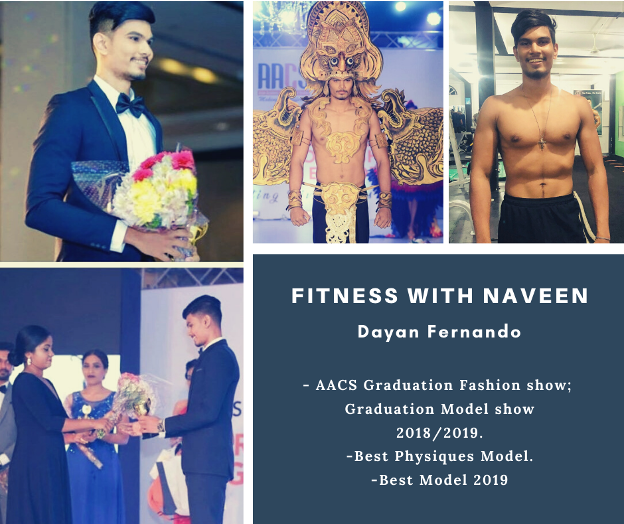 AACS
FITNESS WITH NAVEEN
Dayan Fernando
- AACS Graduation Fashion show;
Graduation Model show
2018/2019.
-Best Physiques Model.
-Best Model 2019